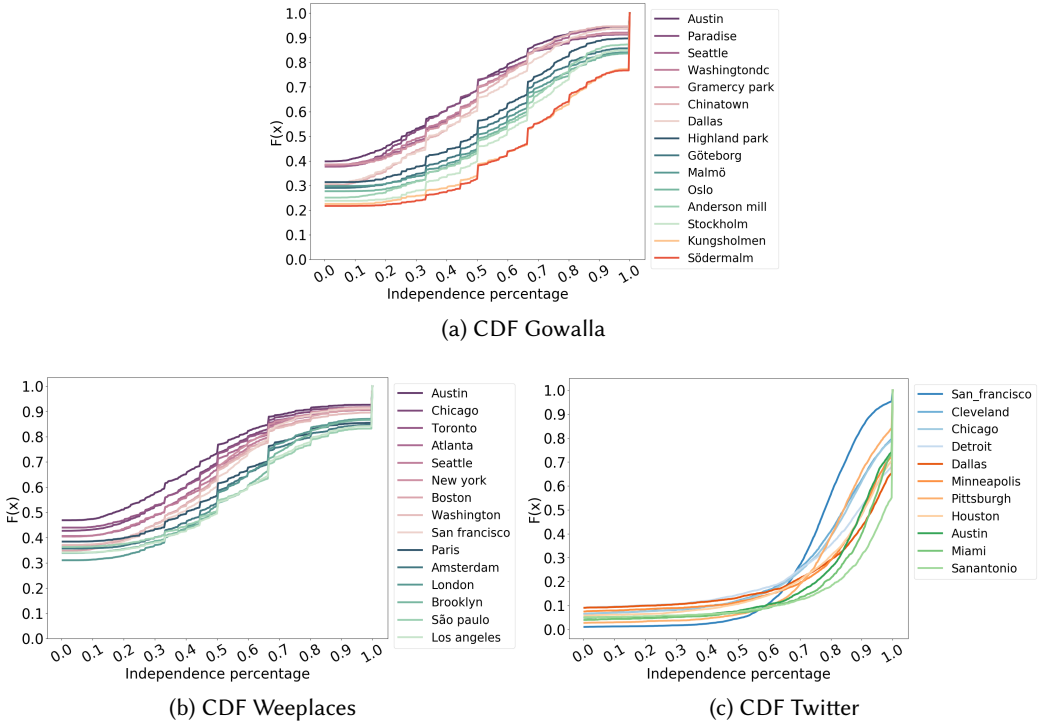 1.0
0.9
0.8
0.7
0.6
0.5
0.4
0.3
0.2
0.1
0.0
F(x)
0.0 0.1 0.2 0.3 0.4 0.5 0.6 0.7 0.8 0.9 1.0
Independence percentage
Austin
Paradise
Seattle
Washingtondc
Gramercy park
Chinatown
Dallas
Highland park
Göteborg
Malmö
Oslo
Anderson mill
Stockholm
Kungsholmen
Södermalm
(a) CDF Gowalla
1.0
0.9
0.8
0.7
0.6
0.5
0.4
0.3
0.2
0.1
0.0
F(x)
0.0 0.1 0.2 0.3 0.4 0.5 0.6 0.7 0.8 0.9 1.0
Independence percentage
Austin
Chicago
Toronto
Atlanta
Seattle
New york
Boston
Washington
San francisco
Paris
Amsterdam
London
Brooklyn
São paulo
Los angeles
(b) CDF Weeplaces
1.0
0.9
0.8
0.7
0.6
0.5
0.4
0.3
0.2
0.1
0.0
F(x)
0.0 0.1 0.2 0.3 0.4 0.5 0.6 0.7 0.8 0.9 1.0
Independence percentage
San_francisco
Cleveland
Chicago
Detroit
Dallas
Minneapolis
Pittsburgh
Houston
Austin
Miami
Sanantonio
(c) CDF Twitter